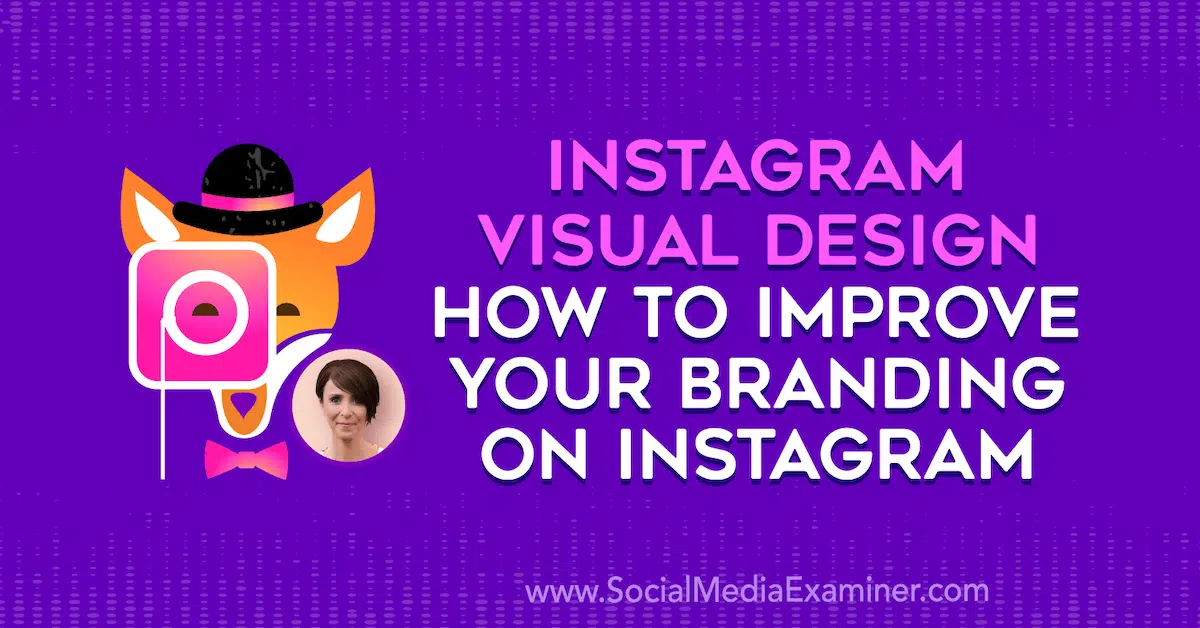 INSTAGRAM
VISUAL DESIGN
HOW TO IMPROVE
YOUR BRANDING
ON INSTAGRAM
www.SocialMediaExaminer.com